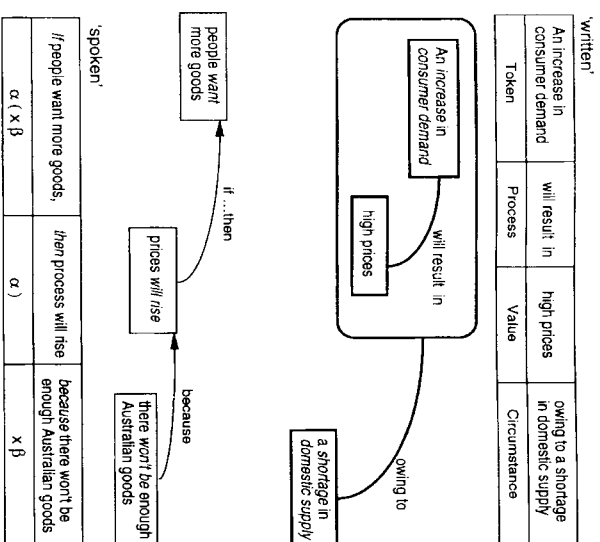 'written'
An increase in
consumer demand
will result in
high prices
owing to a shortage
in domestic supply
Token
Process
Value
Circumstance
An increase in
consumer demand
will result in
high prices
owing to
a shortage in
domestic supply
people want
more goods
if ...then
prices will rise
because
there won't be enough
Australian goods
'spoken'
If people want more goods,
then process will rise
because there won't be
enough Australian goods
α ( x β
α )
x β